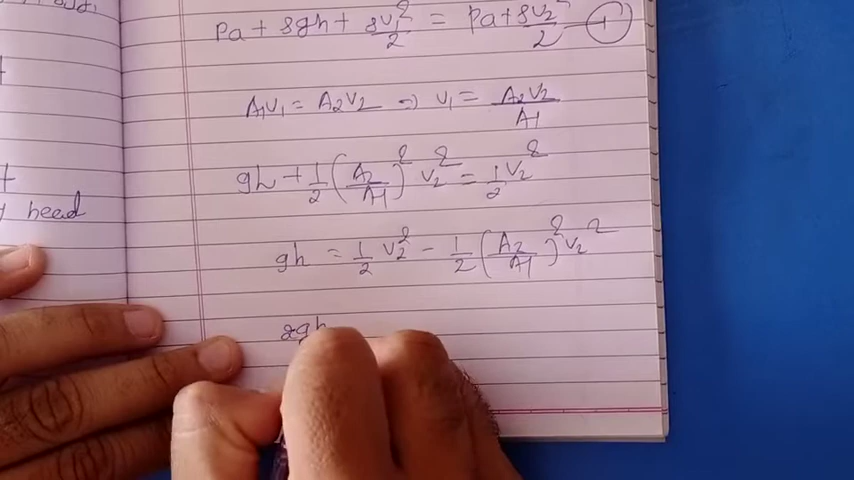 head
Pa + ρgh + ρv₁²/2 = Pa + ρv₂²/2 — ①
A₁v₁ = A₂v₂ ⇒ v₁ = A₂v₂/A₁
gh + 1/2 (A₂/A₁)² v₂² = 1/2 v₂²
gh = 1/2 v₂² - 1/2 (A₂/A₁)² v₂²
2gh